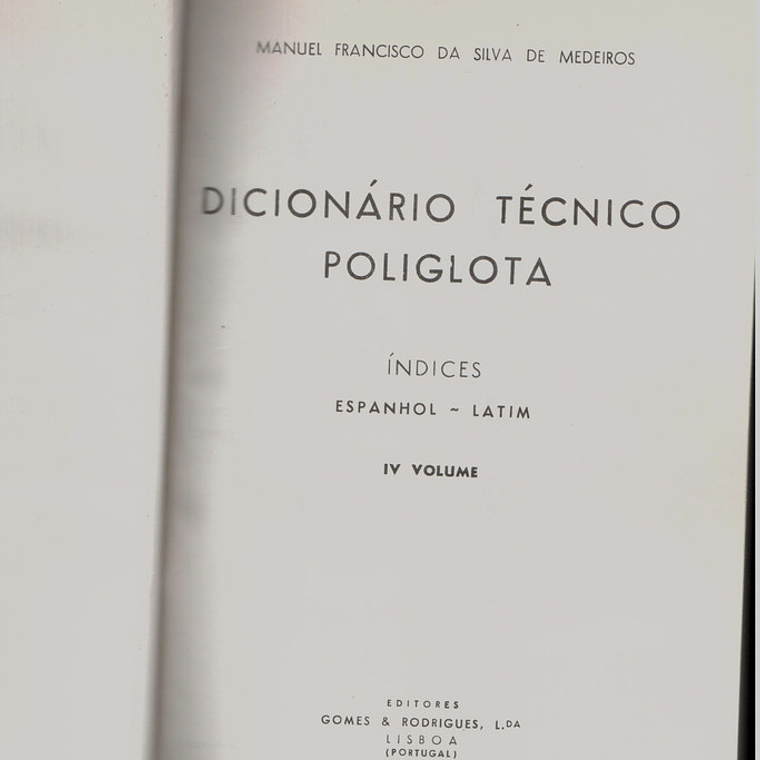 MANUEL FRANCISCO DA SILVA DE MEDEIROS
DICIONÁRIO TÉCNICO
POLIGLOTA
ÍNDICES
ESPANHOL ~ LATIM
IV VOLUME
EDITORES
GOMES & RODRIGUES, L.DA
LISBOA
(PORTUGAL)